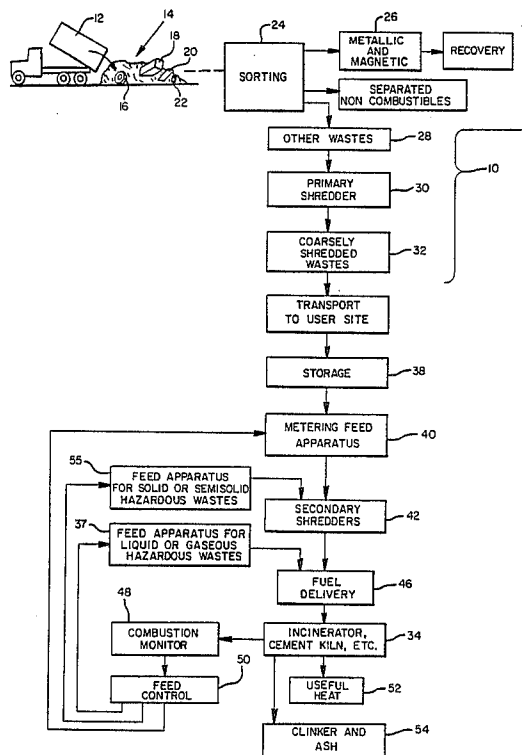 12
14
18
20
16
22
24
SORTING
26
METALLIC
AND
MAGNETIC
RECOVERY
SEPARATED
NON COMBUSTIBLES
OTHER WASTES
28
10
PRIMARY
SHREDDER
30
COARSELY
SHREDDED
WASTES
32
TRANSPORT
TO USER SITE
STORAGE
38
METERING FEED
APPARATUS
40
55
FEED APPARATUS
FOR SOLID OR SEMISOLID
HAZARDOUS WASTES
SECONDARY
SHREDDERS
42
37
FEED APPARATUS FOR
LIQUID OR GASEOUS
HAZARDOUS WASTES
FUEL
DELIVERY
46
48
COMBUSTION
MONITOR
INCINERATOR,
CEMENT KILN, ETC.
34
50
FEED
CONTROL
USEFUL
HEAT
52
CLINKER AND
ASH
54